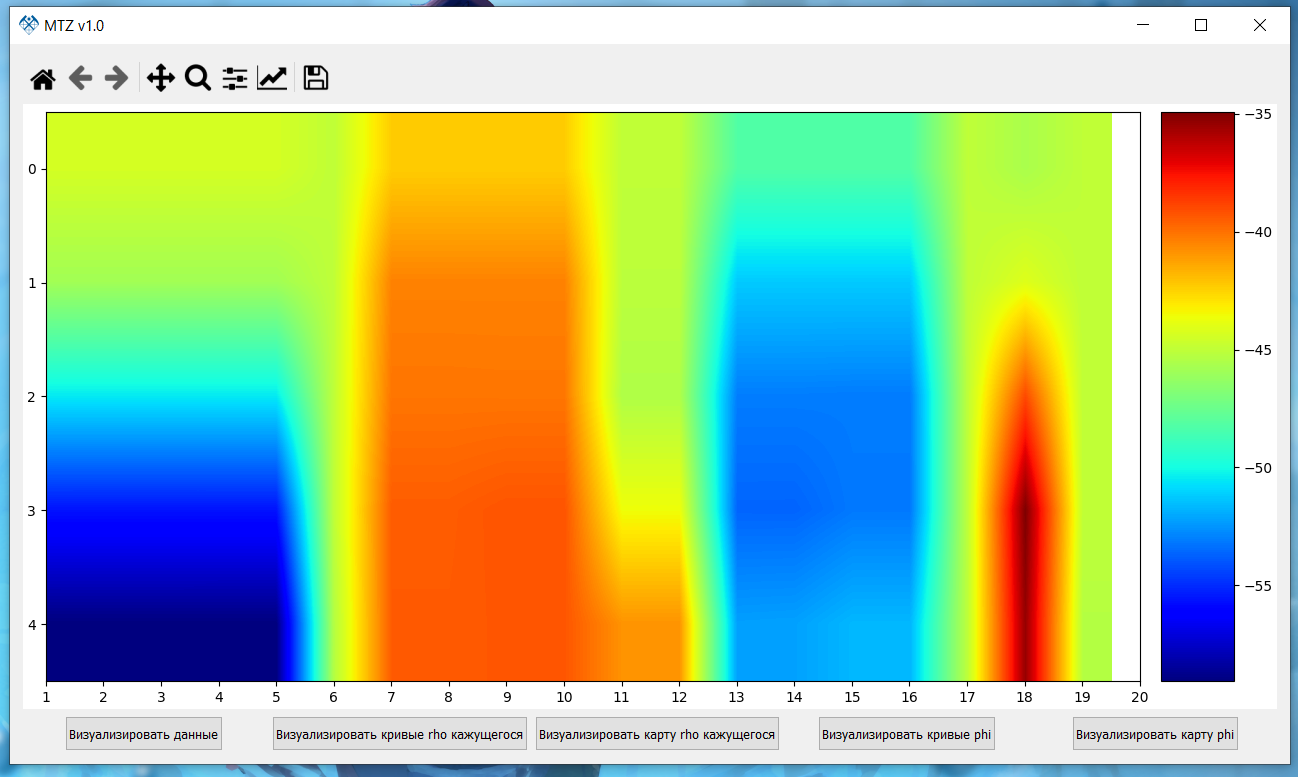 MTZ v1.0
0
1
2
3
4
1 2 3 4 5 6 7 8 9 10 11 12 13 14 15 16 17 18 19 20
−35
−40
−45
−50
−55
Визуализировать данные
Визуализировать кривые rho кажущегося
Визуализировать карту rho кажущегося
Визуализировать кривые phi
Визуализировать карту phi